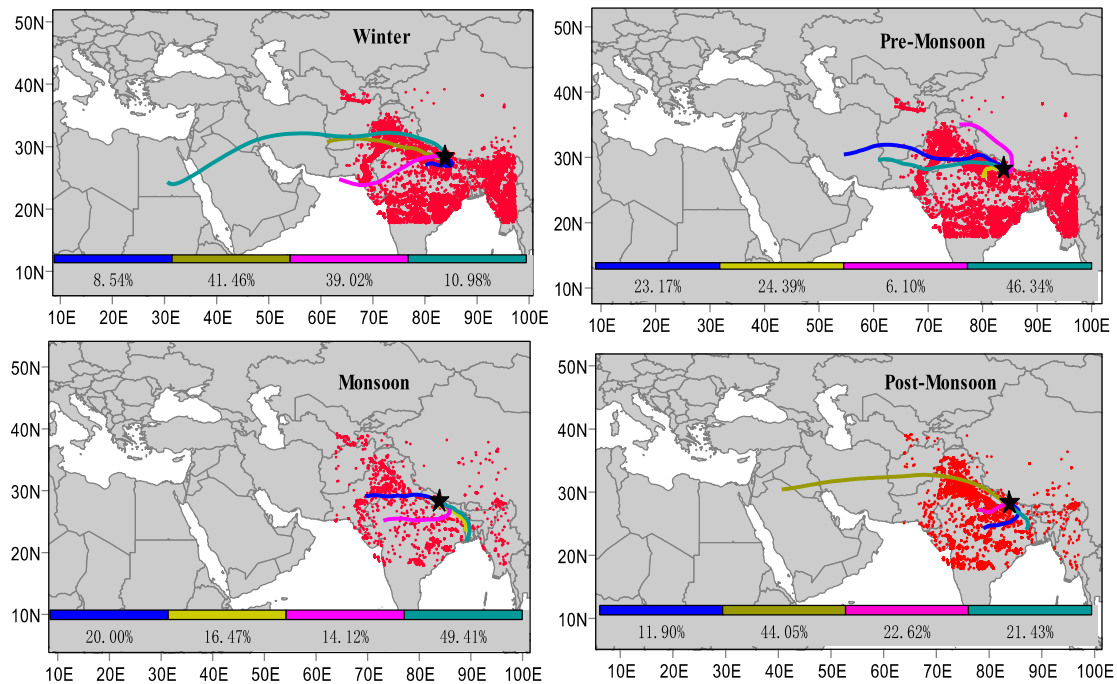 50N
Winter
40N
30N
20N
10N
8.54% 41.46% 39.02% 10.98%
10E 20E 30E 40E 50E 60E 70E 80E 90E 100E
50N
Pre-Monsoon
40N
30N
20N
10N
23.17% 24.39% 6.10% 46.34%
10E 20E 30E 40E 50E 60E 70E 80E 90E 100E
50N
Monsoon
40N
30N
20N
10N
20.00% 16.47% 14.12% 49.41%
10E 20E 30E 40E 50E 60E 70E 80E 90E 100E
50N
Post-Monsoon
40N
30N
20N
10N
11.90% 44.05% 22.62% 21.43%
10E 20E 30E 40E 50E 60E 70E 80E 90E 100E